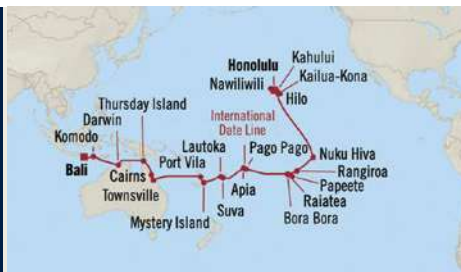 Honolulu
Kahului
Nawiliwili
Kailua-Kona
Hilo
Thursday Island
Darwin
Komodo
International
Date Line
Lautoka
Pago Pago
Nuku Hiva
Bali
Port Vila
Rangiroa
Cairns
Papeete
Townsville
Apia
Raiatea
Suva
Mystery Island
Bora Bora